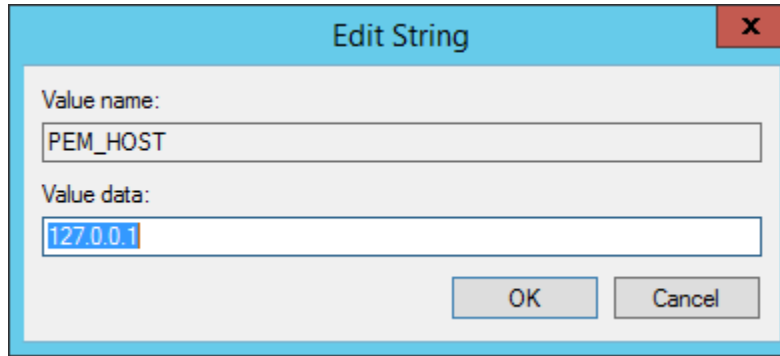 Edit String
x
Value name:
PEM_HOST
Value data:
127.0.0.1
OK Cancel